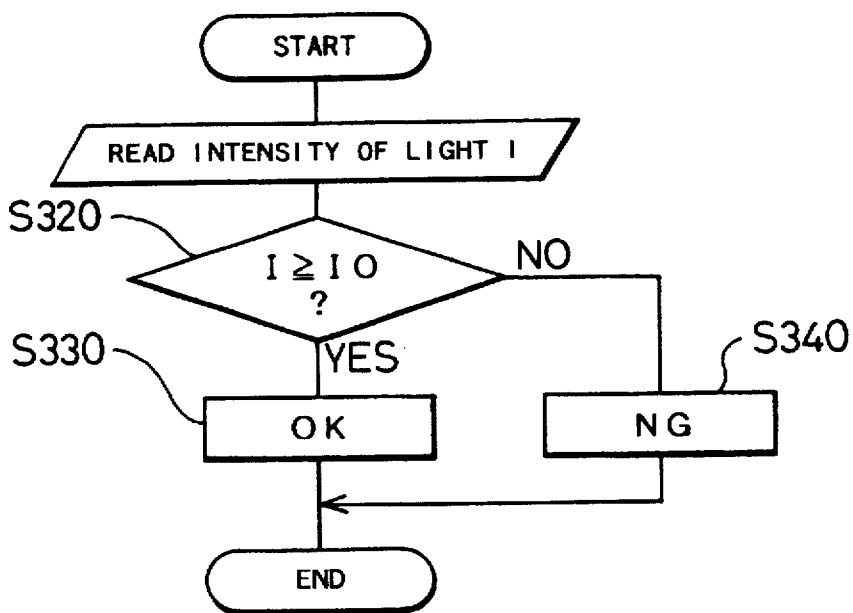 START
READ INTENSITY OF LIGHT I
S320
I ≧ I O
?
NO
YES
S330
OK
S340
NG
END